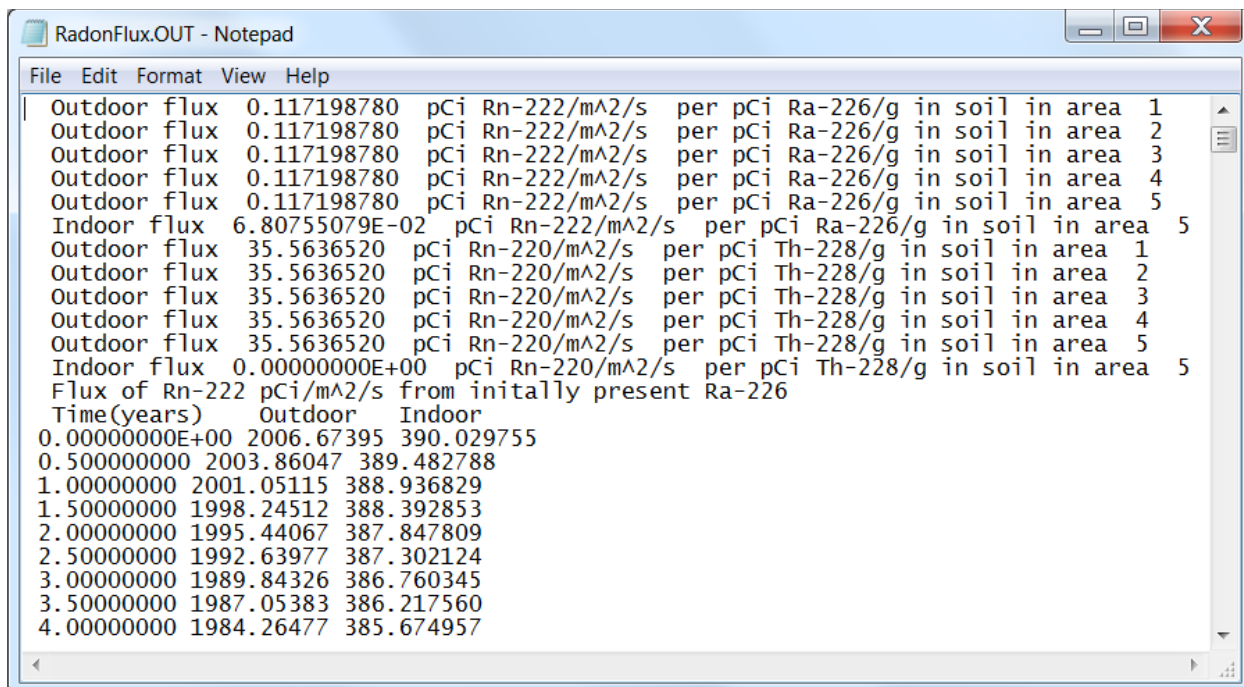 RadonFlux.OUT - Notepad
File Edit Format View Help
Outdoor flux 0.117198780 pCi Rn-222/m^2/s per pCi Ra-226/g in soil in area 1
Outdoor flux 0.117198780 pCi Rn-222/m^2/s per pCi Ra-226/g in soil in area 2
Outdoor flux 0.117198780 pCi Rn-222/m^2/s per pCi Ra-226/g in soil in area 3
Outdoor flux 0.117198780 pCi Rn-222/m^2/s per pCi Ra-226/g in soil in area 4
Outdoor flux 0.117198780 pCi Rn-222/m^2/s per pCi Ra-226/g in soil in area 5
Indoor flux 6.80755079E-02 pCi Rn-222/m^2/s per pCi Ra-226/g in soil in area 5
Outdoor flux 35.5636520 pCi Rn-220/m^2/s per pCi Th-228/g in soil in area 1
Outdoor flux 35.5636520 pCi Rn-220/m^2/s per pCi Th-228/g in soil in area 2
Outdoor flux 35.5636520 pCi Rn-220/m^2/s per pCi Th-228/g in soil in area 3
Outdoor flux 35.5636520 pCi Rn-220/m^2/s per pCi Th-228/g in soil in area 4
Outdoor flux 35.5636520 pCi Rn-220/m^2/s per pCi Th-228/g in soil in area 5
Indoor flux 0.00000000E+00 pCi Rn-220/m^2/s per pCi Th-228/g in soil in area 5
Flux of Rn-222 pCi/m^2/s from initally present Ra-226
Time(years) Outdoor Indoor
0.00000000E+00 2006.67395 390.029755
0.500000000 2003.86047 389.482788
1.00000000 2001.05115 388.936829
1.50000000 1998.24512 388.392853
2.00000000 1995.44067 387.847809
2.50000000 1992.63977 387.302124
3.00000000 1989.84326 386.760345
3.50000000 1987.05383 386.217560
4.00000000 1984.26477 385.674957